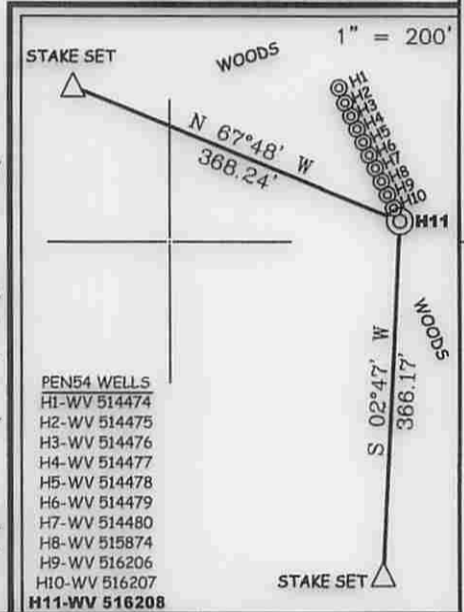 1" = 200'
WOODS
STAKE SET
H1
H2
H3
H4
H5
H6
H7
H8
H9
H10
H11
N 67°48' W
368.24'
WOODS
S 02°47' W
366.17'
PEN54 WELLS
H1-WV 514474
H2-WV 514475
H3-WV 514476
H4-WV 514477
H5-WV 514478
H6-WV 514479
H7-WV 514480
H8-WV 515874
H9-WV 516206
H10-WV 516207
H11-WV 516208
STAKE SET